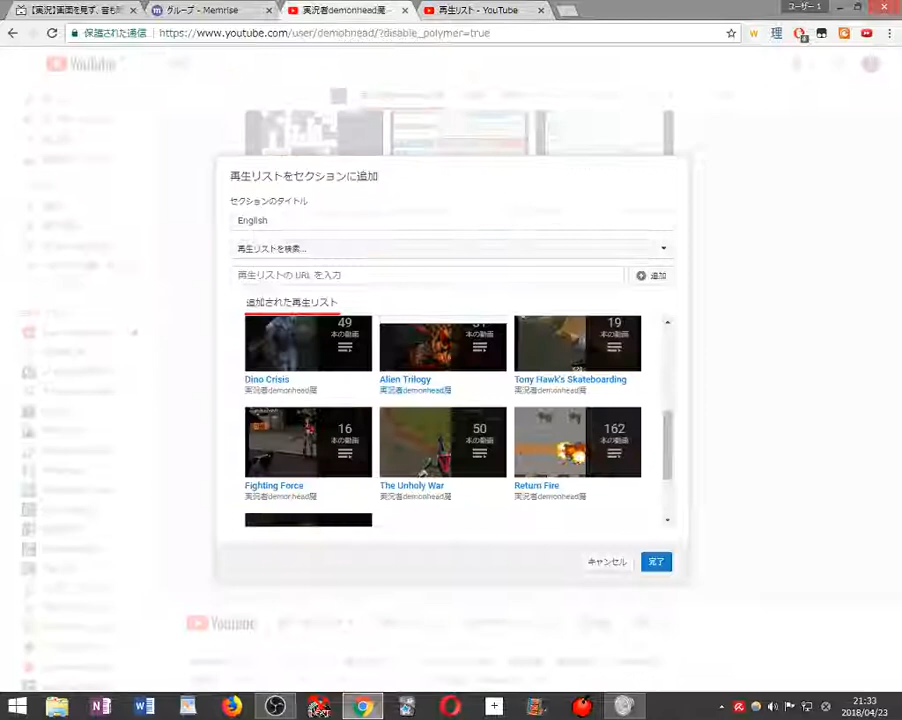 【実況】画面を見ず、音も
グループ - Memrise
実況者demonhead魔
再生リスト - YouTube
ユーザー 1
保護された通信
https://www.youtube.com/user/demohnead/?disable_polymer=true
YouTube
再生リストをセクションに追加
セクションのタイトル
English
再生リストを検索...
再生リストの URL を入力
追加
追加された再生リスト
49
本の動画
31
本の動画
19
本の動画
Dino Crisis
Alien Trilogy
Tony Hawk's Skateboarding
実況者demonhead魔
実況者demonhead魔
実況者demonhead魔
16
本の動画
50
本の動画
162
本の動画
Fighting Force
The Unholy War
Return Fire
実況者demonhead魔
実況者demonhead魔
実況者demonhead魔
キャンセル
完了
YouTube
21:33
2018/04/23